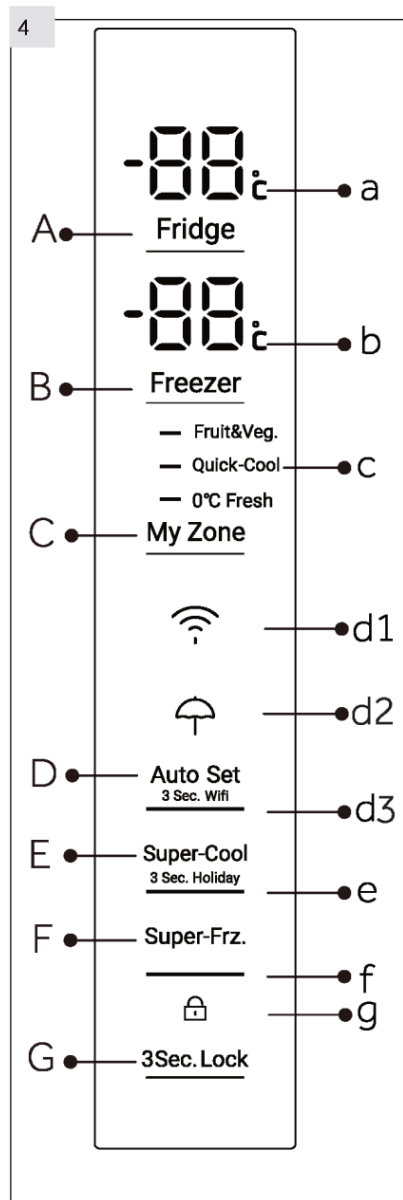 4
-88°C
a
A
Fridge
-88°C
b
B
Freezer
Fruit&Veg.
Quick-Cool
c
0°C Fresh
C
My Zone
d1
d2
D
Auto Set
3 Sec. Wifi
d3
E
Super-Cool
3 Sec. Holiday
e
F
Super-Frz.
f
g
G
3Sec.Lock